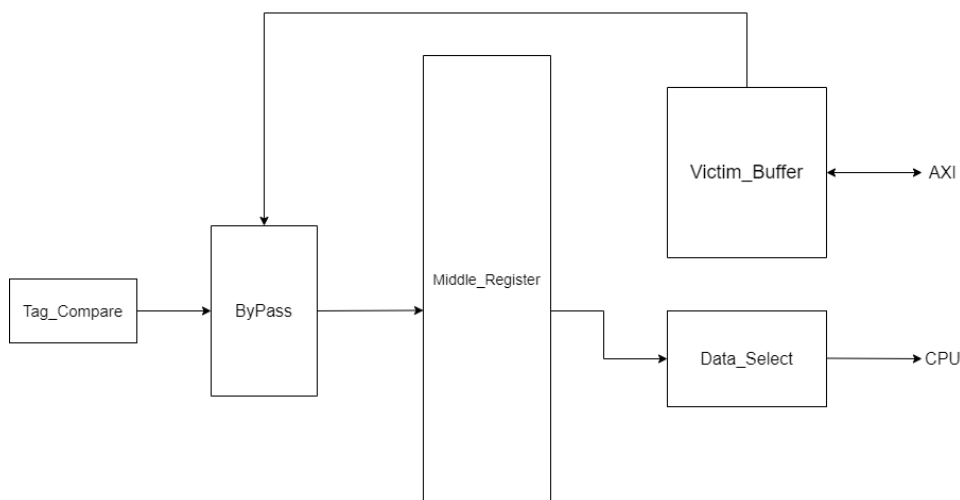 Victim_Buffer
AXI
Middle_Register
Tag_Compare
ByPass
Data_Select
CPU